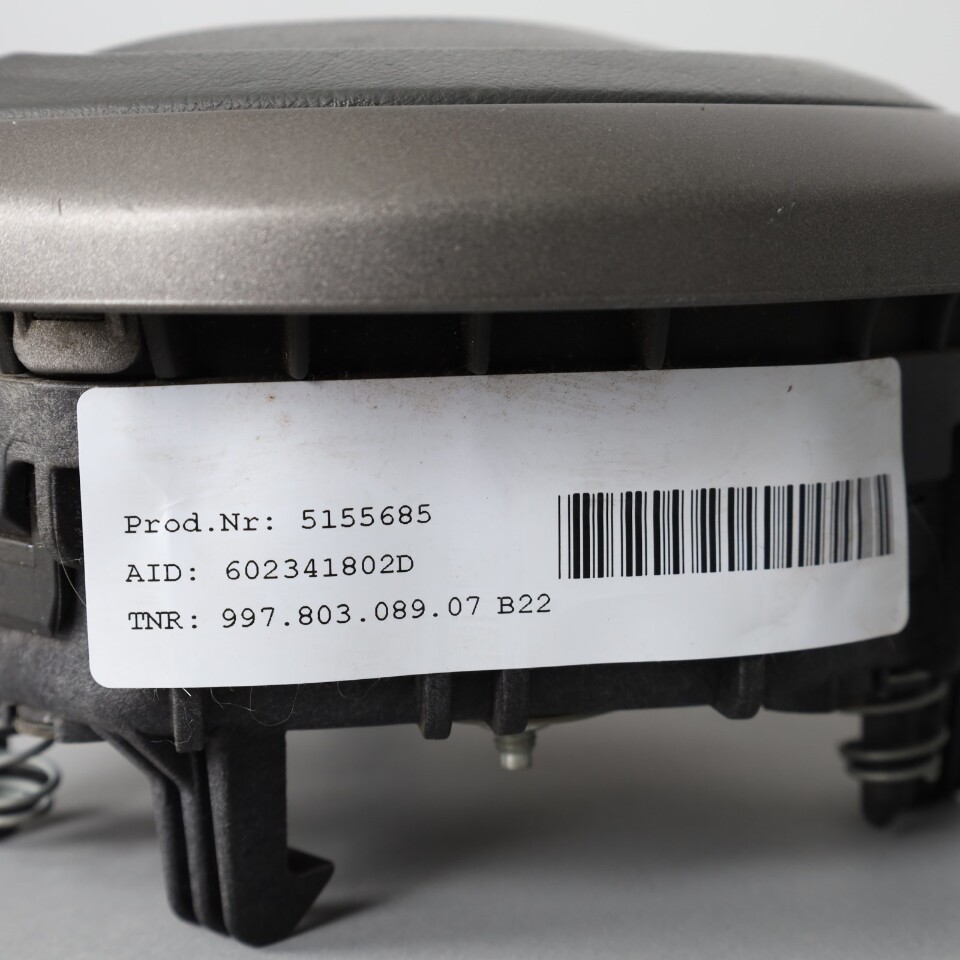 Prod.Nr: 5155685
AID: 602341802D
TNR: 997.803.089.07 B22